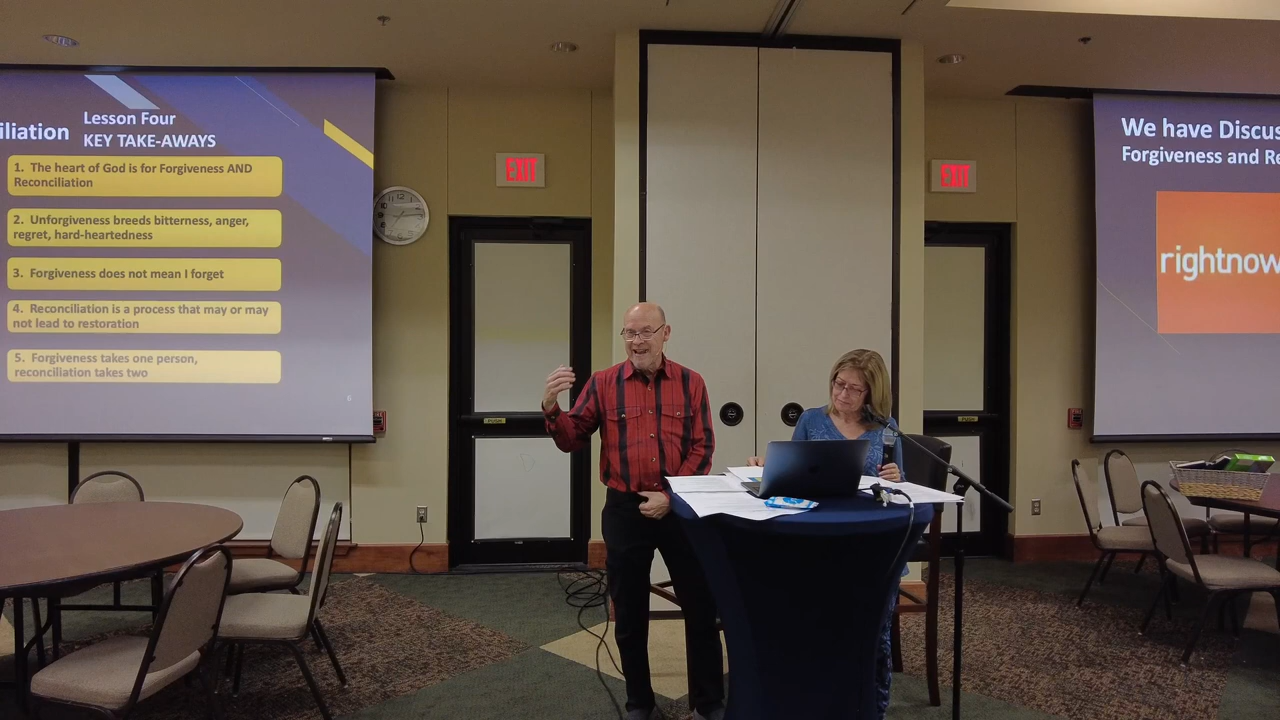 iliation
Lesson Four
KEY TAKE-AWAYS
1. The heart of God is for Forgiveness AND
Reconciliation
2. Unforgiveness breeds bitterness, anger,
regret, hard-heartedness
3. Forgiveness does not mean I forget
4. Reconciliation is a process that may or may
not lead to restoration
5. Forgiveness takes one person,
reconciliation takes two
EXIT
PUSH
EXIT
PUSH
We have Discus
Forgiveness and Re
rightnow